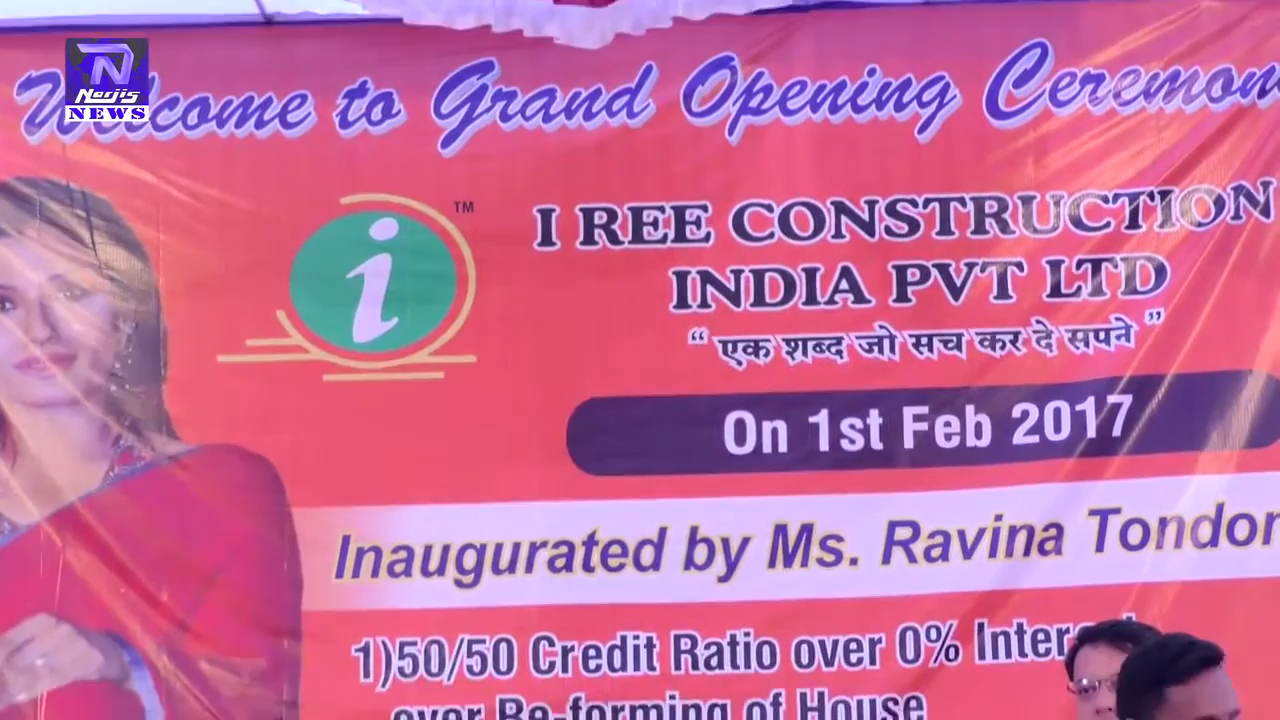 Nerjis
NEWS
Welcome to Grand Opening Ceremon
i
TM
I REE CONSTRUCTION
INDIA PVT LTD
“ एक शब्द जो सच कर दे सपने ”
On 1st Feb 2017
Inaugurated by Ms. Ravina Tondon
1)50/50 Credit Ratio over 0%
over Re-forming of House